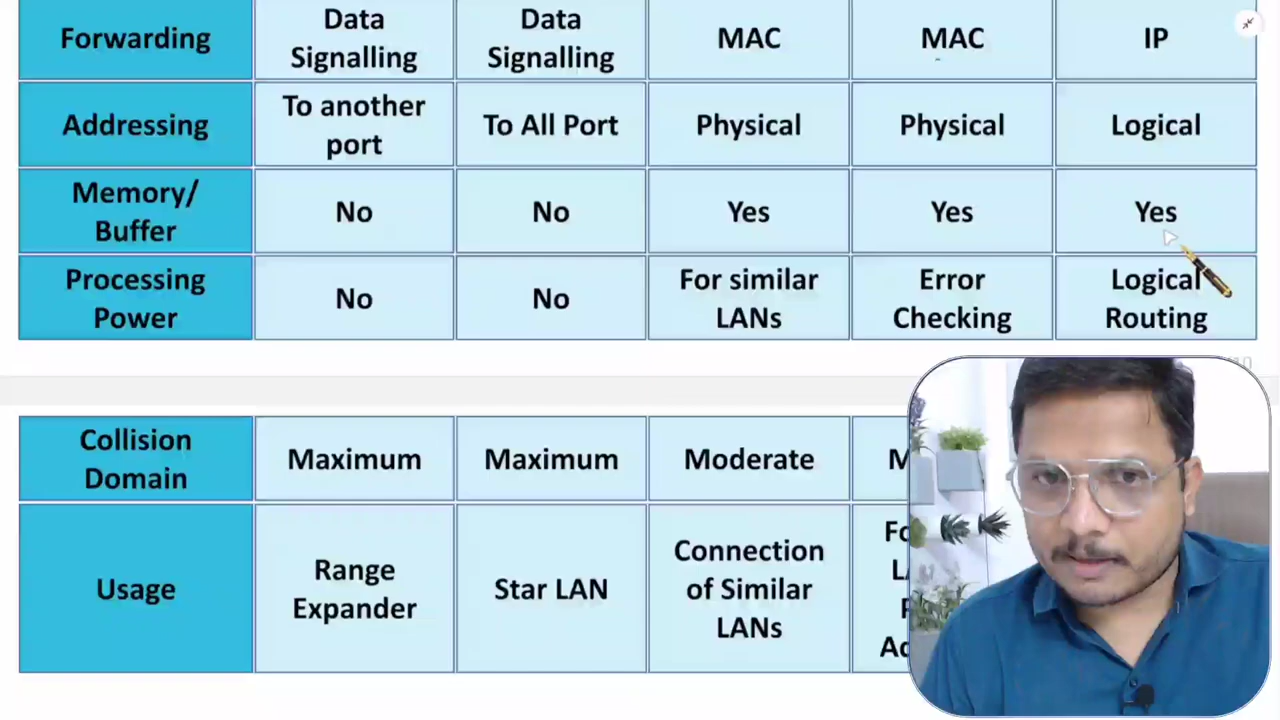 Forwarding
Data
Signalling
Data
Signalling
MAC
MAC
IP
Addressing
To another
port
To All Port
Physical
Physical
Logical
Memory/
Buffer
No
No
Yes
Yes
Yes
Processing
Power
No
No
For similar
LANs
Error
Checking
Logical
Routing
Collision
Domain
Maximum
Maximum
Moderate
Usage
Range
Expander
Star LAN
Connection
of Similar
LANs